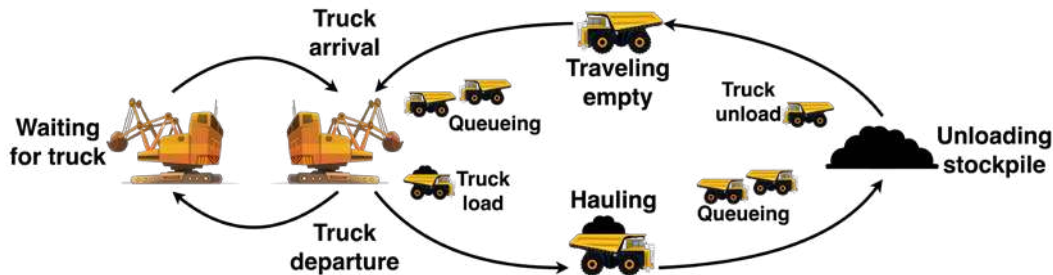 Truck
arrival
Waiting
for truck
Truck
departure
Queueing
Truck
load
Traveling
empty
Hauling
Truck
unload
Queueing
Unloading
stockpile